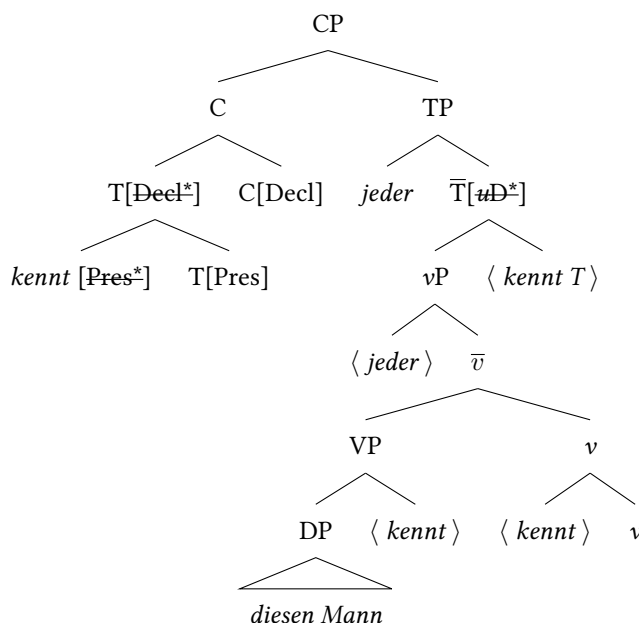 CP
C TP
T[Decl*] C[Decl] jeder T̅[uD*]
kennt [Pres*] T[Pres] vP ⟨ kennt T ⟩
⟨ jeder ⟩ v̅
VP v
DP ⟨ kennt ⟩ ⟨ kennt ⟩ v
diesen Mann